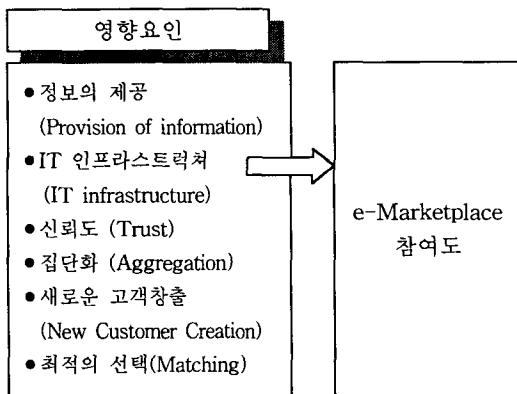 영향요인
●정보의 제공
(Provision of information)
●IT 인프라스트럭쳐
(IT infrastructure)
●신뢰도 (Trust)
●집단화 (Aggregation)
●새로운 고객창출
(New Customer Creation)
●최적의 선택(Matching)
e-Marketplace
참여도